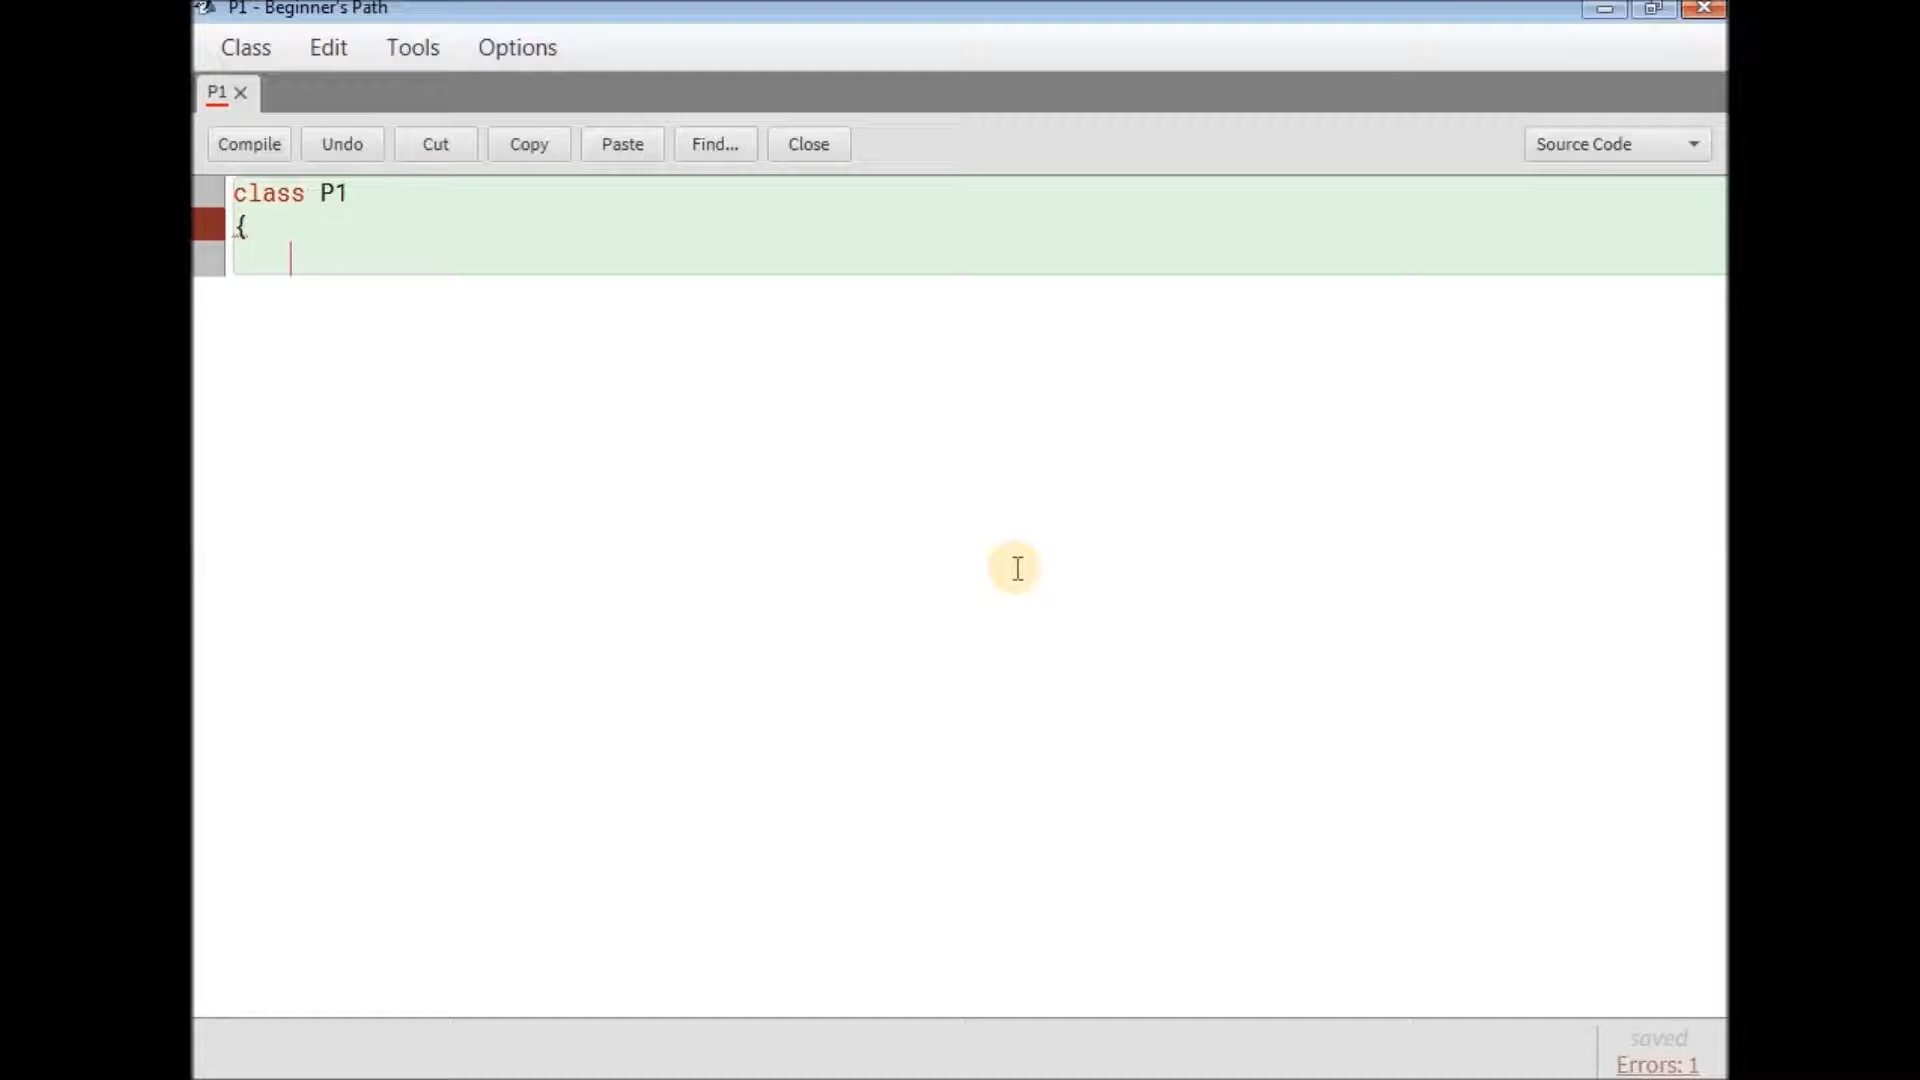 P1 - Beginner's Path
Class Edit Tools Options
P1
Compile Undo Cut Copy Paste Find... Close Source Code
class P1
{
saved
Errors: 1